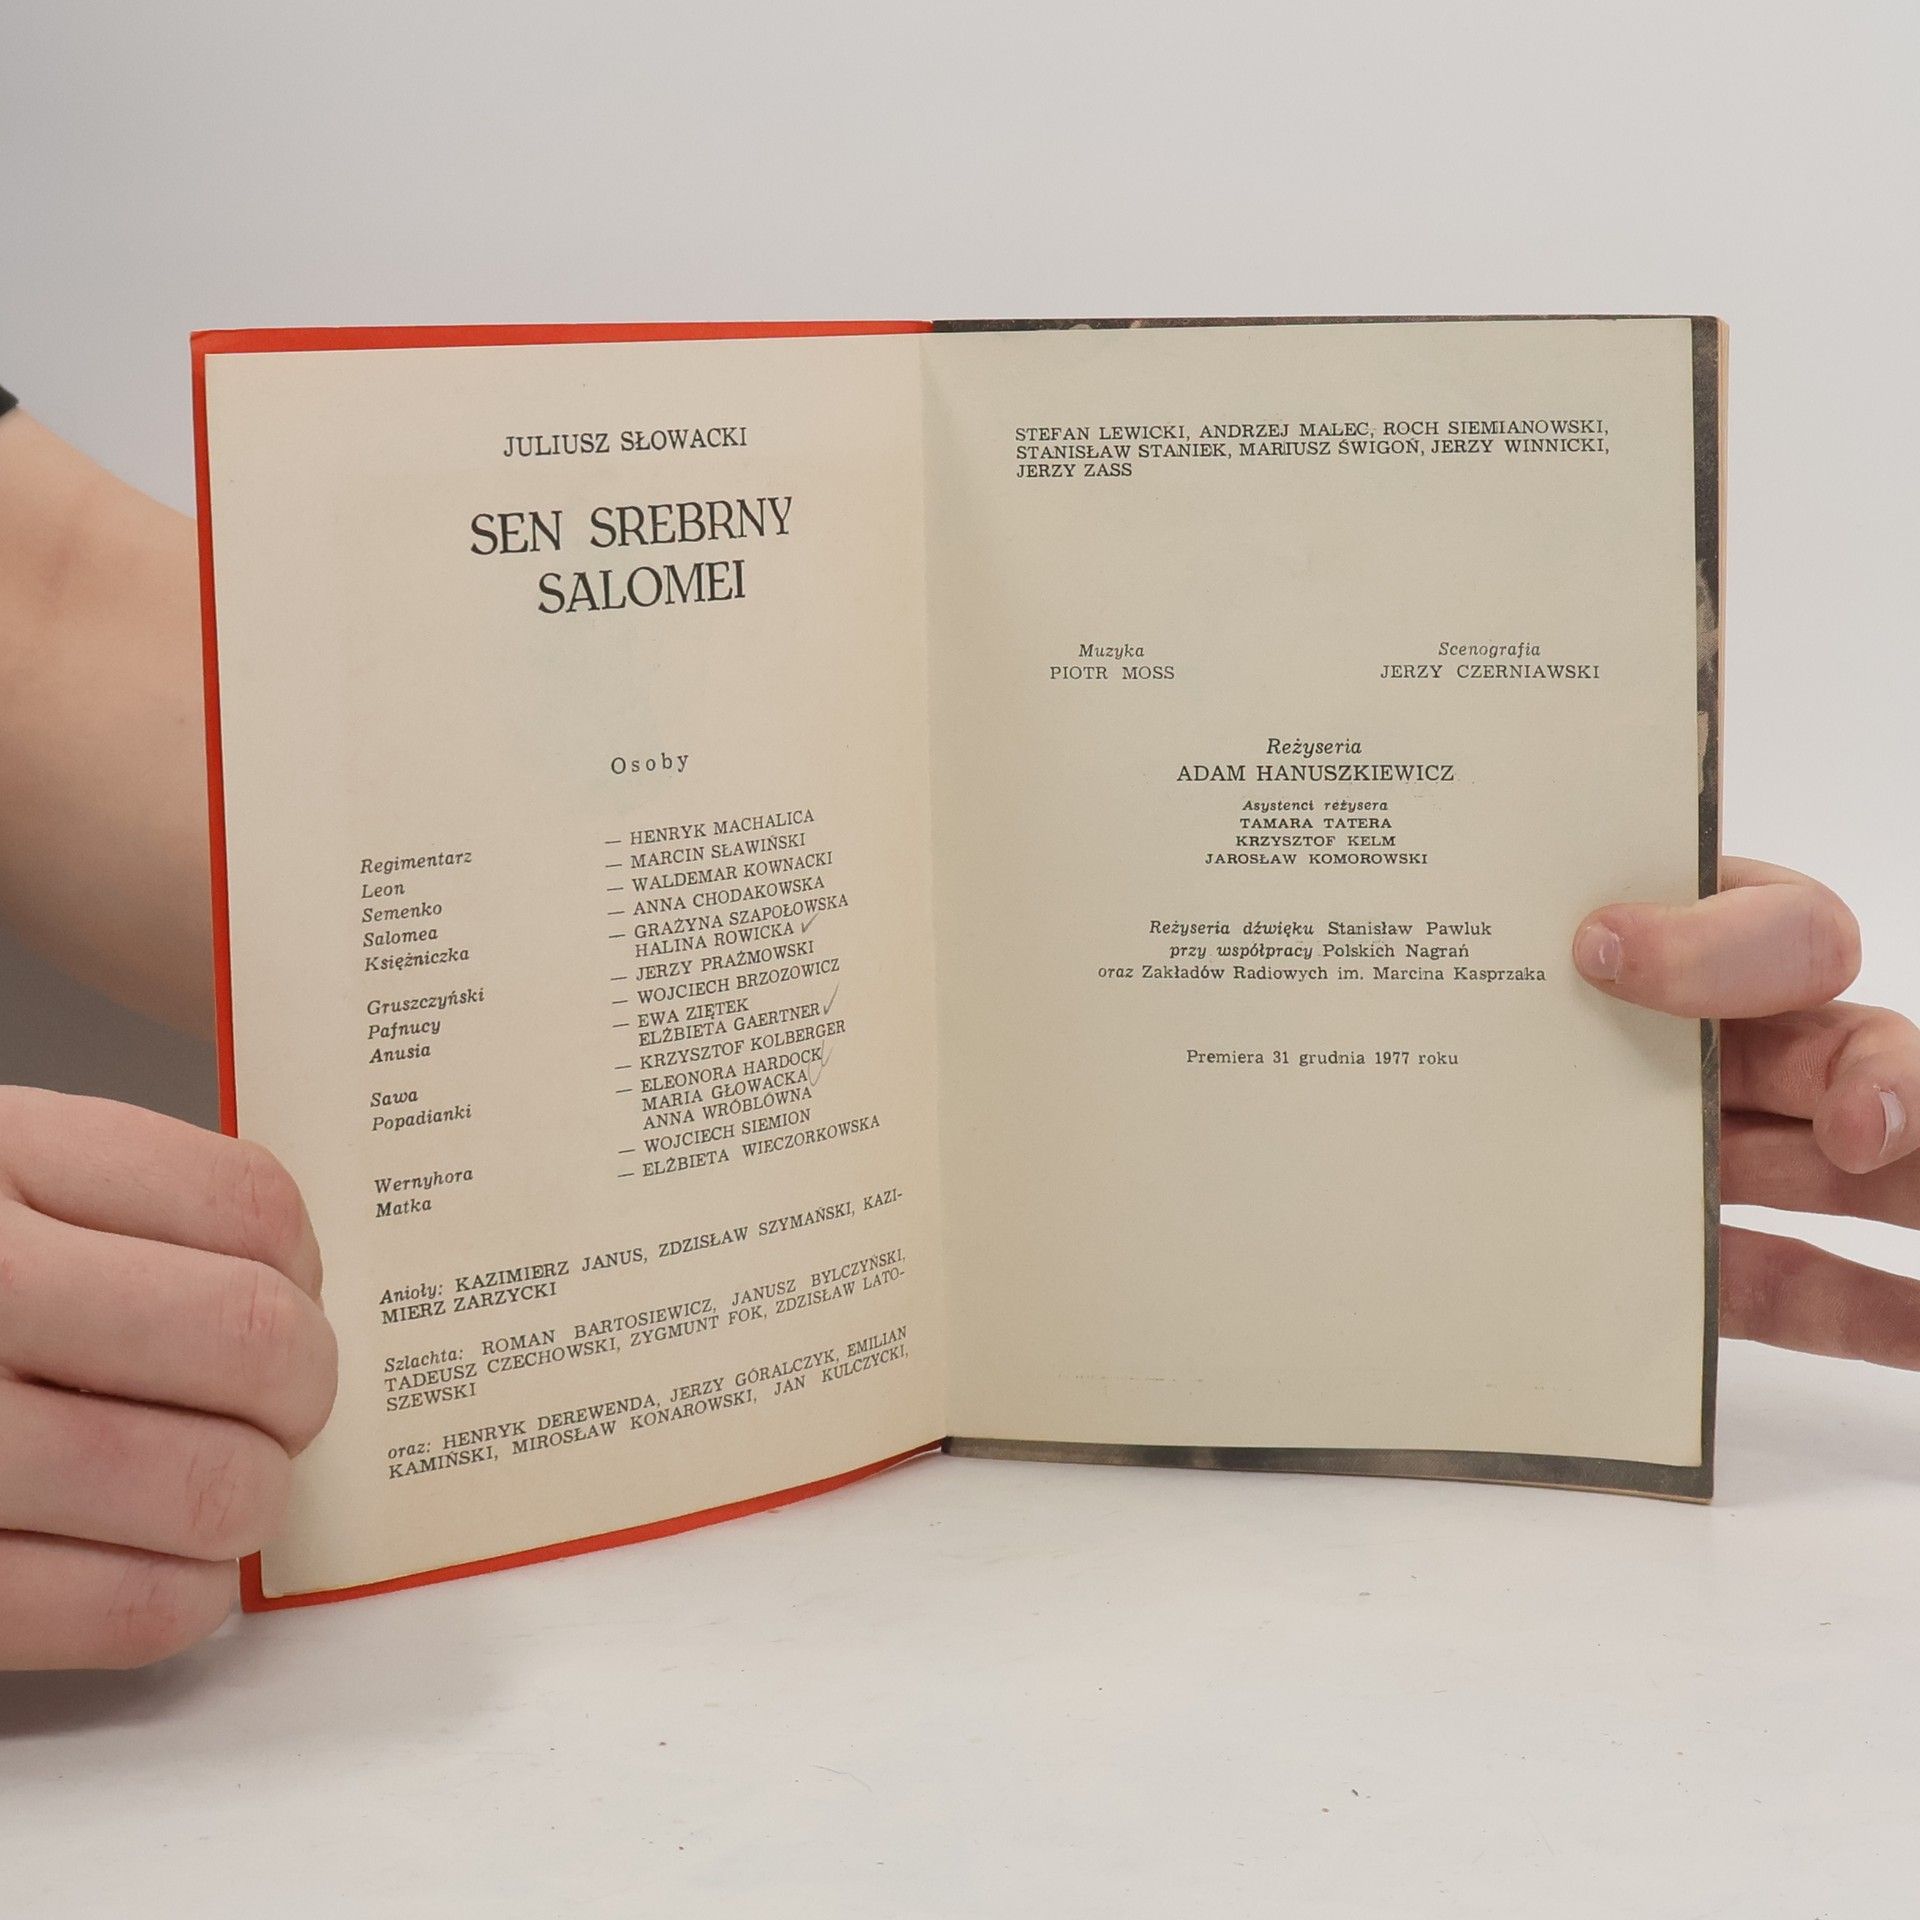 JULIUSZ SŁOWACKI
SEN SREBRNY
SALOMEI
Osoby
Regimentarz — HENRYK MACHALICA
Leon — MARCIN SŁAWIŃSKI
Semenko — WALDEMAR KOWNACKI
Salomea — ANNA CHODAKOWSKA
Księżniczka — GRAŻYNA SZAPOŁOWSKA
HALINA ROWICKA
Gruszczyński — JERZY PRAŻMOWSKI
Pafnucy — WOJCIECH BRZOZOWICZ
Anusia — EWA ZIĘTEK
ELŻBIETA GAERTNER
Sawa — KRZYSZTOF KOLBERGER
Popadianki — ELEONORA HARDOCK
MARIA GŁOWACKA
ANNA WRÓBLÓWNA
Wernyhora — WOJCIECH SIEMION
Matka — ELŻBIETA WIECZORKOWSKA
Anioły: KAZIMIERZ JANUS, ZDZISŁAW SZYMAŃSKI, KAZI-
MIERZ ZARZYCKI
Szlachta: ROMAN BARTOSIEWICZ, JANUSZ BYLCZYŃSKI,
TADEUSZ CZECHOWSKI, ZYGMUNT FOK, ZDZISŁAW LATO-
SZEWSKI
oraz: HENRYK DEREWENDA, JERZY GÓRALCZYK, EMILIAN
KAMIŃSKI, MIROSŁAW KONAROWSKI, JAN KULCZYCKI,
STEFAN LEWICKI, ANDRZEJ MALEC, ROCH SIEMIANOWSKI,
STANISŁAW STANIEK, MARIUSZ ŚWIGOŃ, JERZY WINNICKI,
JERZY ZASS
Muzyka
PIOTR MOSS
Scenografia
JERZY CZERNIAWSKI
Reżyseria
ADAM HANUSZKIEWICZ
Asystenci reżysera
TAMARA TATERA
KRZYSZTOF KELM
JAROSŁAW KOMOROWSKI
Reżyseria dźwięku Stanisław Pawluk
przy współpracy Polskich Nagrań
oraz Zakładów Radiowych im. Marcina Kasprzaka
Premiera 31 grudnia 1977 roku